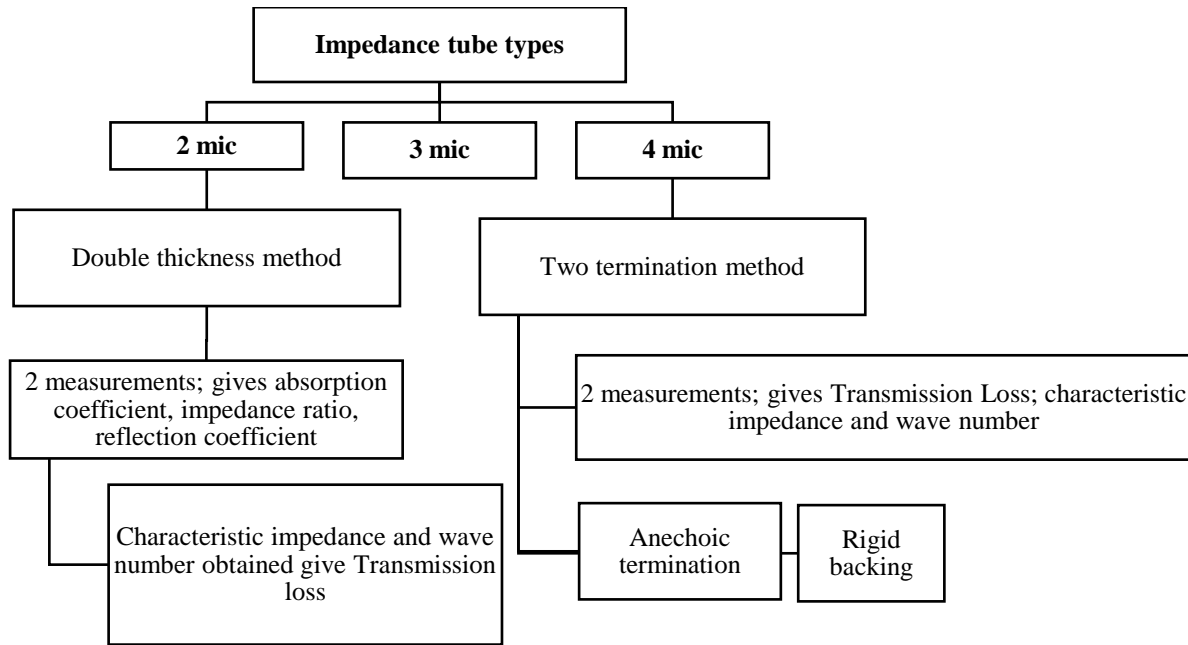 Impedance tube types
2 mic
3 mic
4 mic
Double thickness method
Two termination method
2 measurements; gives absorption
coefficient, impedance ratio,
reflection coefficient
2 measurements; gives Transmission Loss; characteristic
impedance and wave number
Characteristic impedance and wave
number obtained give Transmission
loss
Anechoic
termination
Rigid
backing